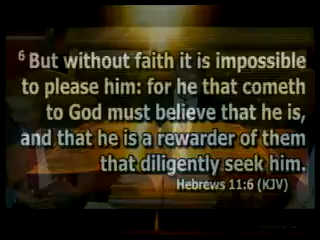 6 But without faith it is impossible
to please him: for he that cometh
to God must believe that he is,
and that he is a rewarder of them
that diligently seek him.
Hebrews 11:6 (KJV)